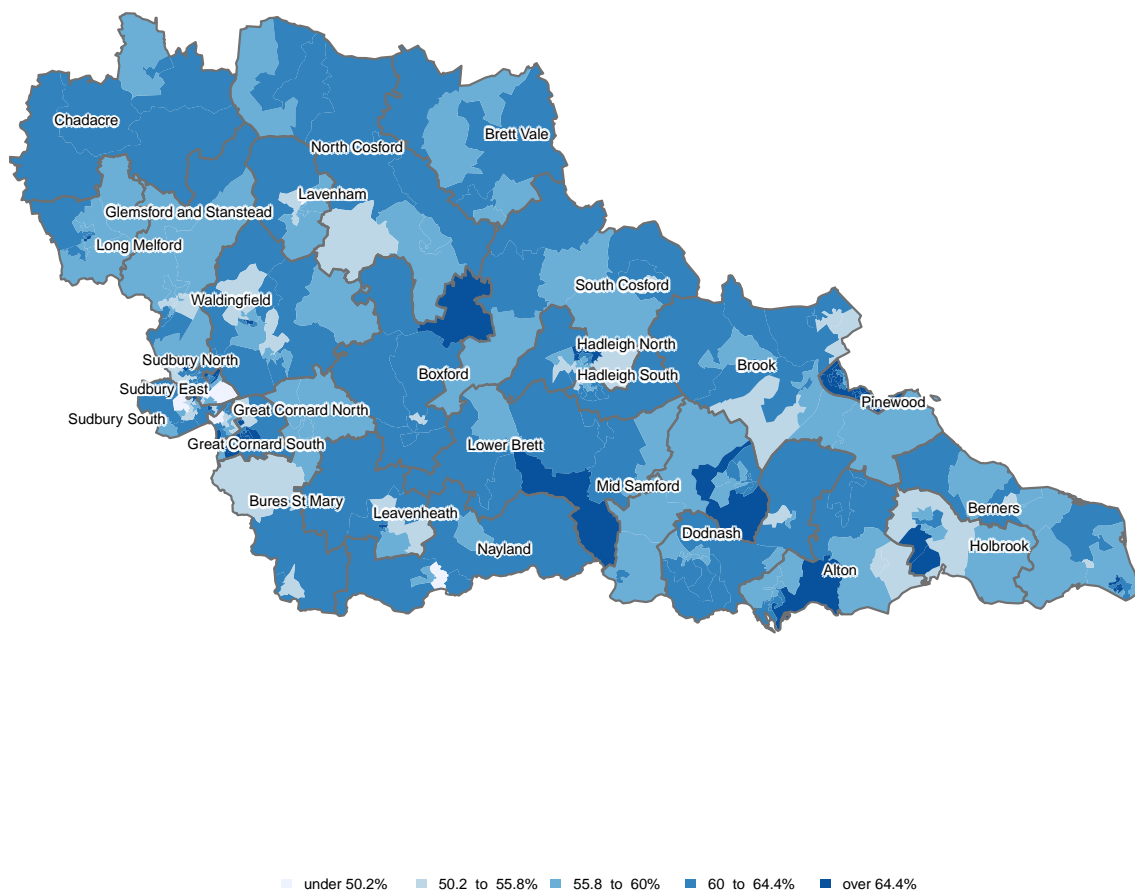 Chadacre
Brett Vale
North Cosford
Lavenham
Glemsford and Stanstead
Long Melford
South Cosford
Waldingfield
Hadleigh North
Sudbury North
Brook
Boxford
Hadleigh South
Sudbury East
Pinewood
Great Cornard North
Sudbury South
Great Cornard South
Lower Brett
Mid Samford
Bures St Mary
Berners
Leavenheath
Dodnash
Holbrook
Nayland
Alton
under 50.2% 50.2 to 55.8% 55.8 to 60% 60 to 64.4% over 64.4%